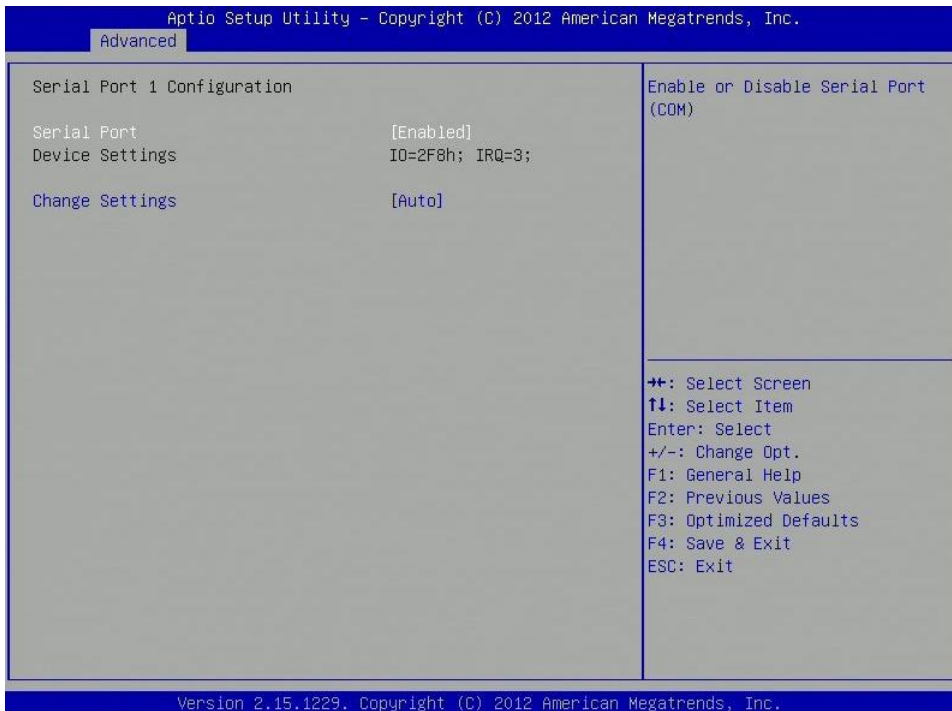 Aptio Setup Utility – Copyright (C) 2012 American Megatrends, Inc.
Advanced
Serial Port 1 Configuration
Serial Port [Enabled]
Device Settings IO=2F8h; IRQ=3;
Change Settings [Auto]
Enable or Disable Serial Port
(COM)
→←: Select Screen
↑↓: Select Item
Enter: Select
+/-: Change Opt.
F1: General Help
F2: Previous Values
F3: Optimized Defaults
F4: Save & Exit
ESC: Exit
Version 2.15.1229. Copyright (C) 2012 American Megatrends, Inc.